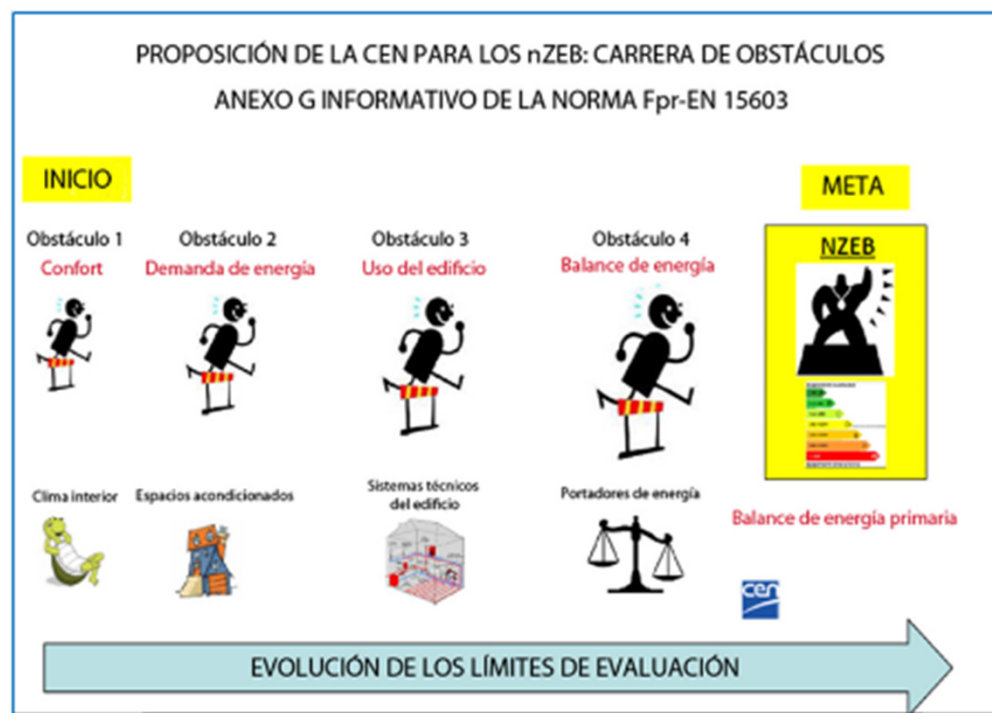 PROPOSICIÓN DE LA CEN PARA LOS nZEB: CARRERA DE OBSTÁCULOS
ANEXO G INFORMATIVO DE LA NORMA Fpr-EN 15603
INICIO
META
Obstáculo 1
Confort
Obstáculo 2
Demanda de energía
Obstáculo 3
Uso del edificio
Obstáculo 4
Balance de energía
NZEB
Clima interior
Espacios acondicionados
Sistemas técnicos
del edificio
Portadores de energía
Balance de energía primaria
cen
EVOLUCIÓN DE LOS LÍMITES DE EVALUACIÓN